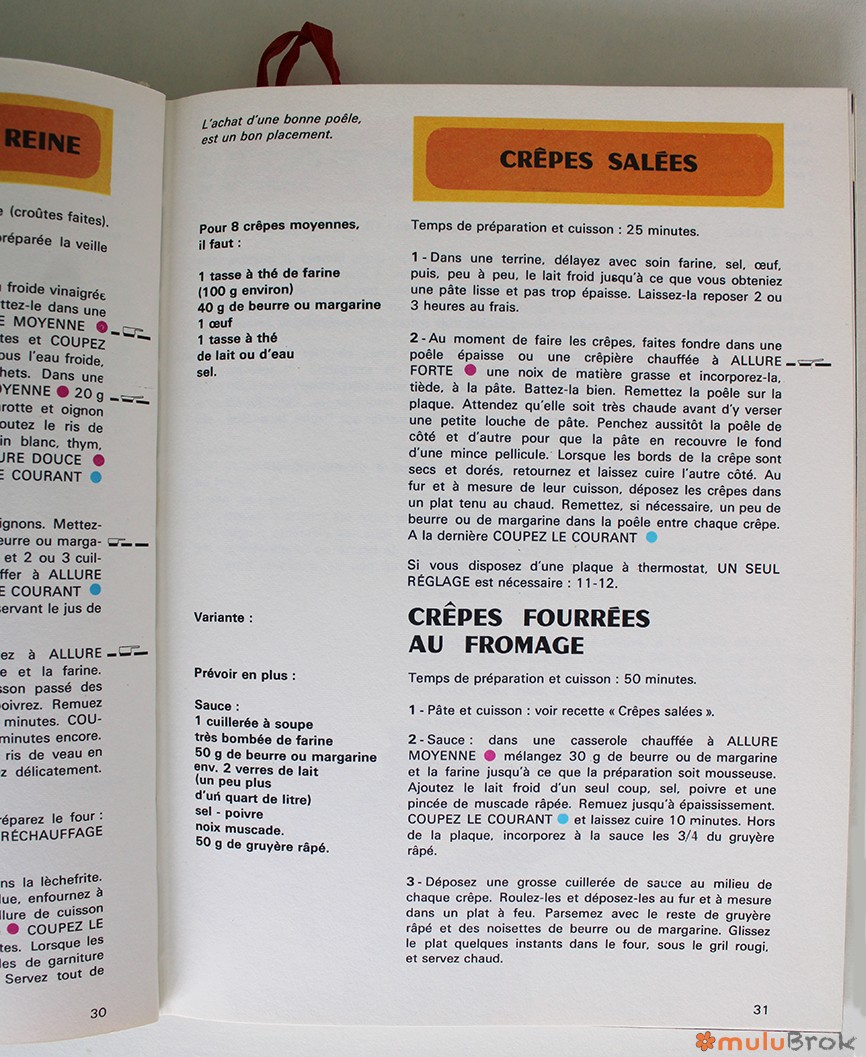 REINE
(croûtes faites).
préparée la veille
froide vinaigrée
ttez-le dans une
E MOYENNE
tes et COUPEZ
ous l'eau froide,
hets. Dans une
OYENNE 20 g
rotte et oignon
outez le ris de
in blanc, thym,
URE DOUCE
E COURANT
ignons. Mettez-
eurre ou marga-
et 2 ou 3 cuil-
ffer à ALLURE
E COURANT
servant le jus de
ez à ALLURE
e et la farine.
sson passé des
oivrez. Remuez
minutes. COU-
minutes encore.
ris de veau en
z délicatement.
réparez le four :
RÉCHAUFFAGE
ns la lèchefrite.
lue, enfournez à
llure de cuisson
COUPEZ LE
tes. Lorsque les
les de garniture
Servez tout de
30
L'achat d'une bonne poêle,
est un bon placement.
CRÊPES SALÉES
Pour 8 crêpes moyennes,
il faut :
1 tasse à thé de farine
(100 g environ)
40 g de beurre ou margarine
1 œuf
1 tasse à thé
de lait ou d'eau
sel.
Temps de préparation et cuisson : 25 minutes.
1 - Dans une terrine, délayez avec soin farine, sel, œuf,
puis, peu à peu, le lait froid jusqu'à ce que vous obteniez
une pâte lisse et pas trop épaisse. Laissez-la reposer 2 ou
3 heures au frais.
2 - Au moment de faire les crêpes, faites fondre dans une
poêle épaisse ou une crêpière chauffée à ALLURE
FORTE une noix de matière grasse et incorporez-la,
tiède, à la pâte. Battez-la bien. Remettez la poêle sur la
plaque. Attendez qu'elle soit très chaude avant d'y verser
une petite louche de pâte. Penchez aussitôt la poêle de
côté et d'autre pour que la pâte en recouvre le fond
d'une mince pellicule. Lorsque les bords de la crêpe sont
secs et dorés, retournez et laissez cuire l'autre côté. Au
fur et à mesure de leur cuisson, déposez les crêpes dans
un plat tenu au chaud. Remettez, si nécessaire, un peu de
beurre ou de margarine dans la poêle entre chaque crêpe.
A la dernière COUPEZ LE COURANT
Si vous disposez d'une plaque à thermostat, UN SEUL
RÉGLAGE est nécessaire : 11-12.
Variante :
CRÊPES FOURRÉES
AU FROMAGE
Prévoir en plus :
Sauce :
1 cuillerée à soupe
très bombée de farine
50 g de beurre ou margarine
env. 2 verres de lait
(un peu plus
d'un quart de litre)
sel - poivre
noix muscade.
50 g de gruyère râpé.
Temps de préparation et cuisson : 50 minutes.
1 - Pâte et cuisson : voir recette « Crêpes salées ».
2 - Sauce : dans une casserole chauffée à ALLURE
MOYENNE mélangez 30 g de beurre ou de margarine
et la farine jusqu'à ce que la préparation soit mousseuse.
Ajoutez le lait froid d'un seul coup, sel, poivre et une
pincée de muscade râpée. Remuez jusqu'à épaississement.
COUPEZ LE COURANT et laissez cuire 10 minutes. Hors
de la plaque, incorporez à la sauce les 3/4 du gruyère
râpé.
3 - Déposez une grosse cuillerée de sauce au milieu de
chaque crêpe. Roulez-les et déposez-les au fur et à mesure
dans un plat à feu. Parsemez avec le reste de gruyère
râpé et des noisettes de beurre ou de margarine. Glissez
le plat quelques instants dans le four, sous le gril rougi,
et servez chaud.
31
muluBrok